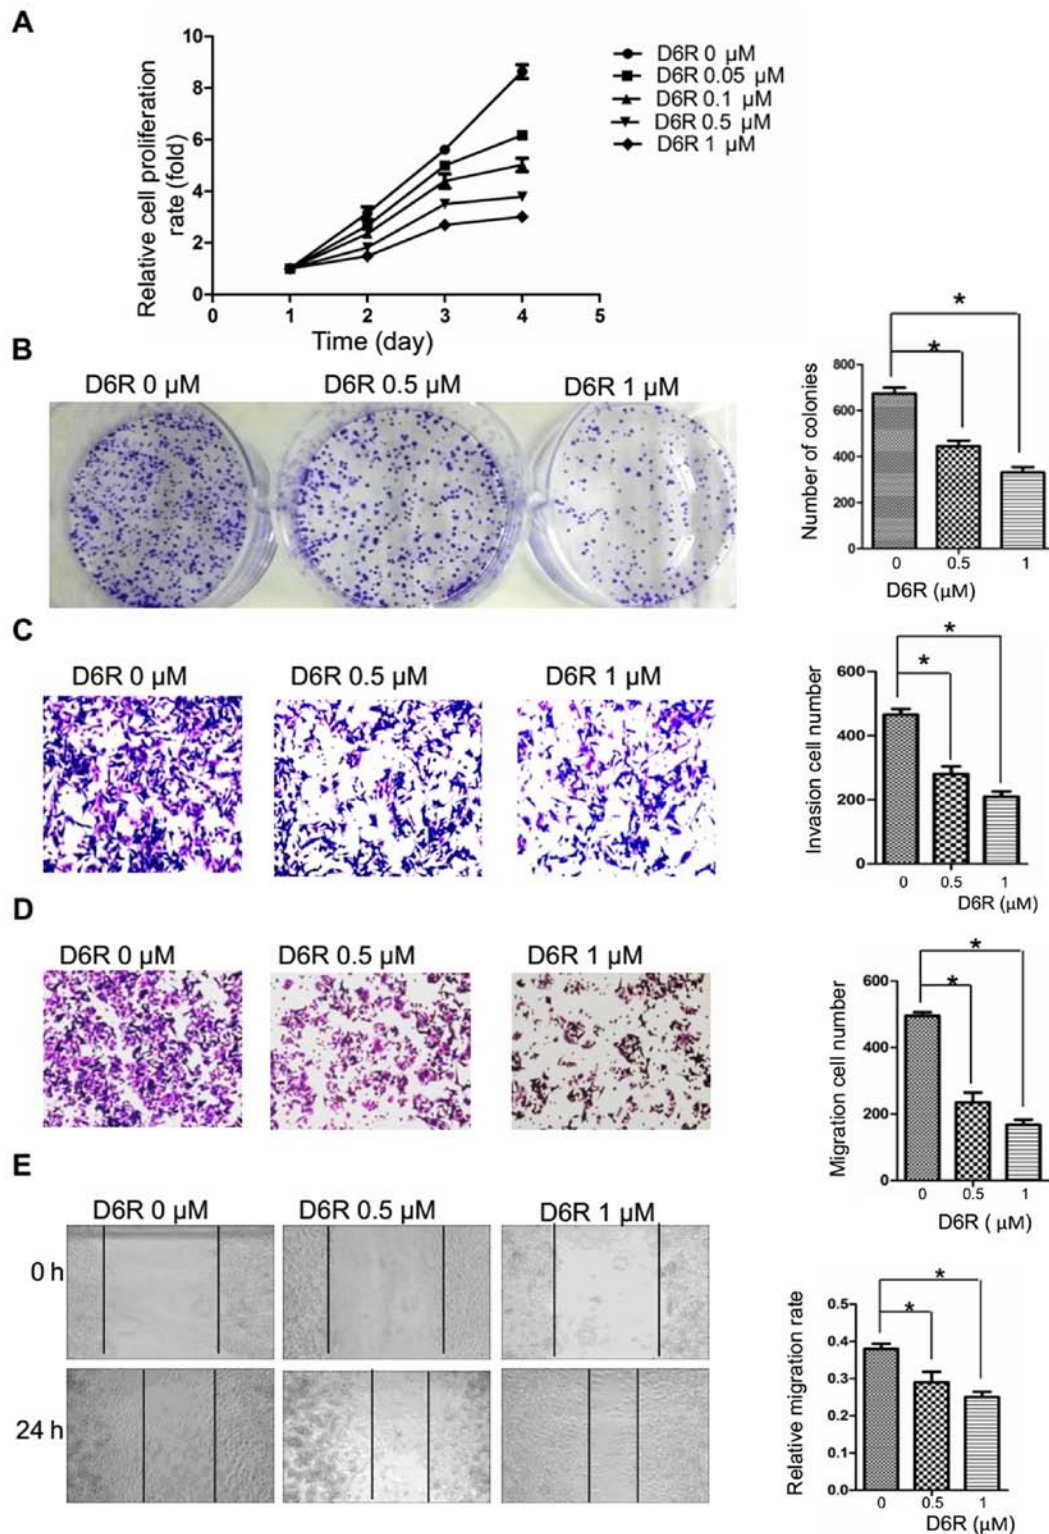 A
Relative cell proliferation
rate (fold)
10
8
6
4
2
0
0 1 2 3 4 5
Time (day)
D6R 0 µM
D6R 0.05 µM
D6R 0.1 µM
D6R 0.5 µM
D6R 1 µM
B
D6R 0 µM D6R 0.5 µM D6R 1 µM
Number of colonies
800
600
400
200
0
* *
0 0.5 1
D6R (µM)
C
D6R 0 µM D6R 0.5 µM D6R 1 µM
Invasion cell number
600
400
200
0
* *
0 0.5 1
D6R (µM)
D
D6R 0 µM D6R 0.5 µM D6R 1 µM
Migration cell number
600
400
200
0
* *
0 0.5 1
D6R ( µM)
E
D6R 0 µM D6R 0.5 µM D6R 1 µM
0 h
24 h
Relative migration rate
0.5
0.4
0.3
0.2
0.1
0.0
* *
0 0.5 1
D6R (µM)